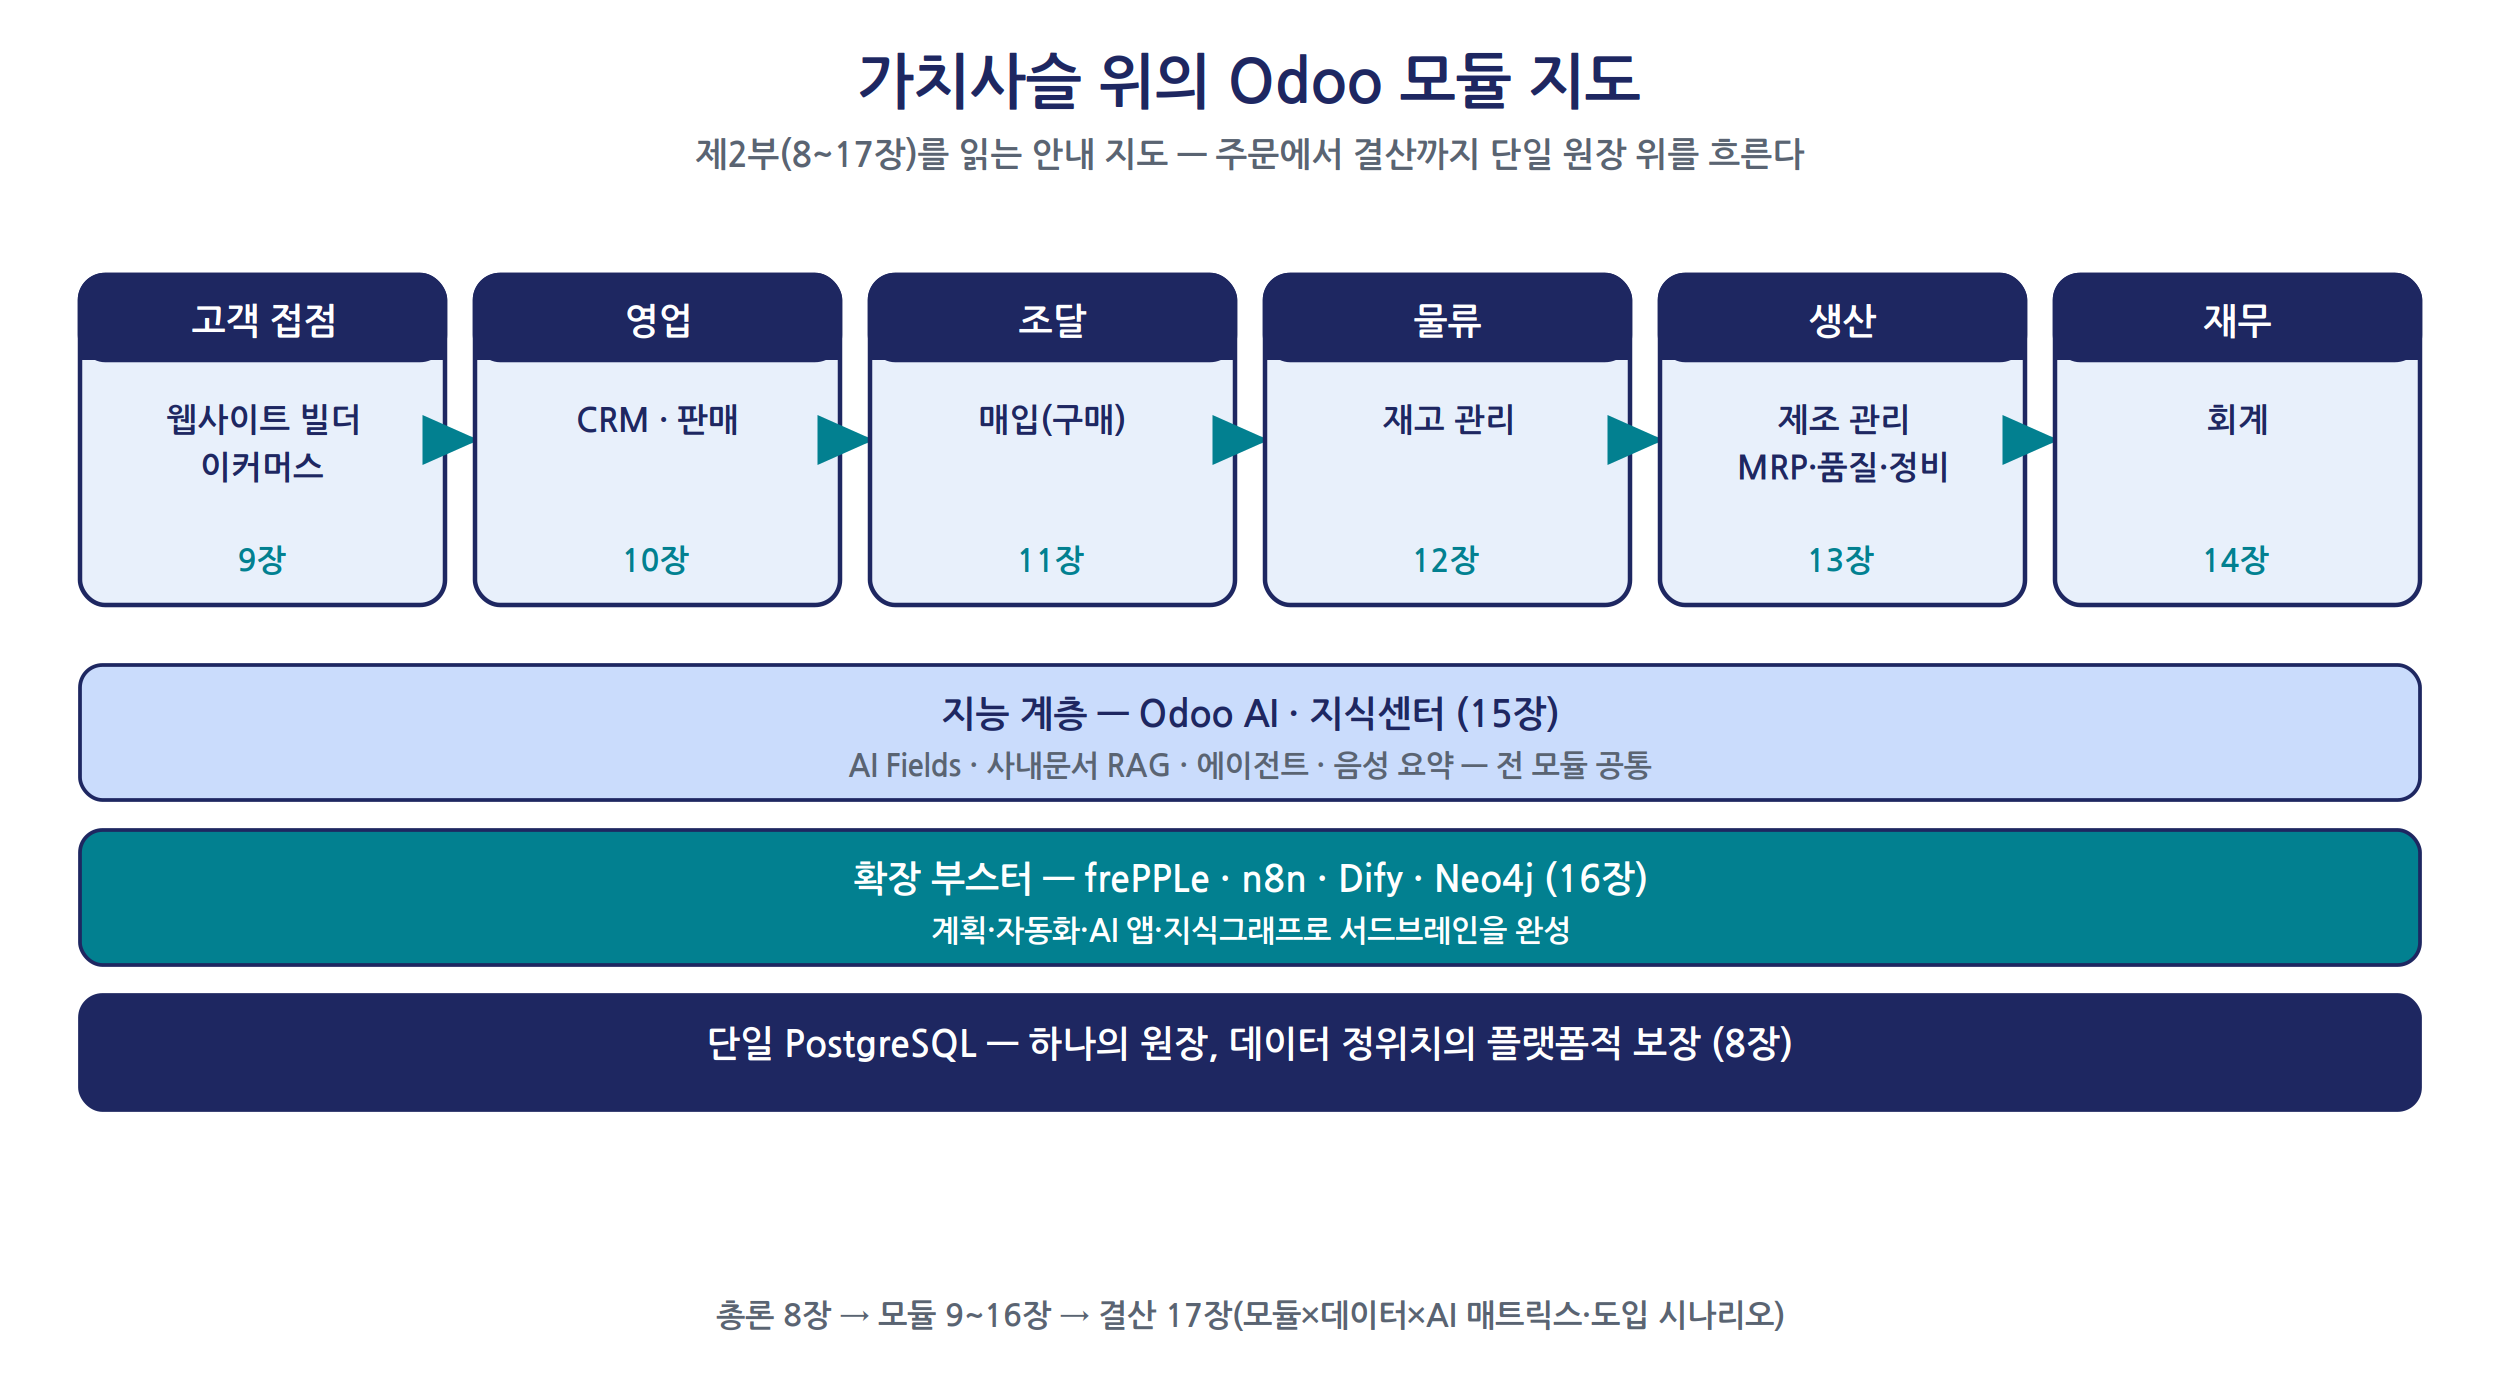 가치사슬 위의 Odoo 모듈 지도
제2부(8~17장)를 읽는 안내 지도 — 주문에서 결산까지 단일 원장 위를 흐른다
고객 접점
웹사이트 빌더
이커머스
9장
영업
CRM · 판매
10장
조달
매입(구매)
11장
물류
재고 관리
12장
생산
제조 관리
MRP·품질·정비
13장
재무
회계
14장
지능 계층 — Odoo AI · 지식센터 (15장)
AI Fields · 사내문서 RAG · 에이전트 · 음성 요약 — 전 모듈 공통
확장 부스터 — frePPLe · n8n · Dify · Neo4j (16장)
계획·자동화·AI 앱·지식그래프로 서드브레인을 완성
단일 PostgreSQL — 하나의 원장, 데이터 정위치의 플랫폼적 보장 (8장)
총론 8장 → 모듈 9~16장 → 결산 17장(모듈×데이터×AI 매트릭스·도입 시나리오)